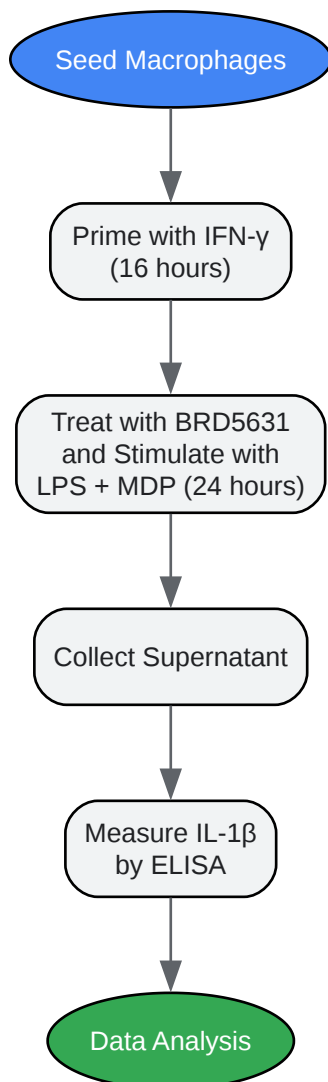 Seed Macrophages
Prime with IFN-γ
(16 hours)
Treat with BRD5631
and Stimulate with
LPS + MDP (24 hours)
Collect Supernatant
Measure IL-1β
by ELISA
Data Analysis